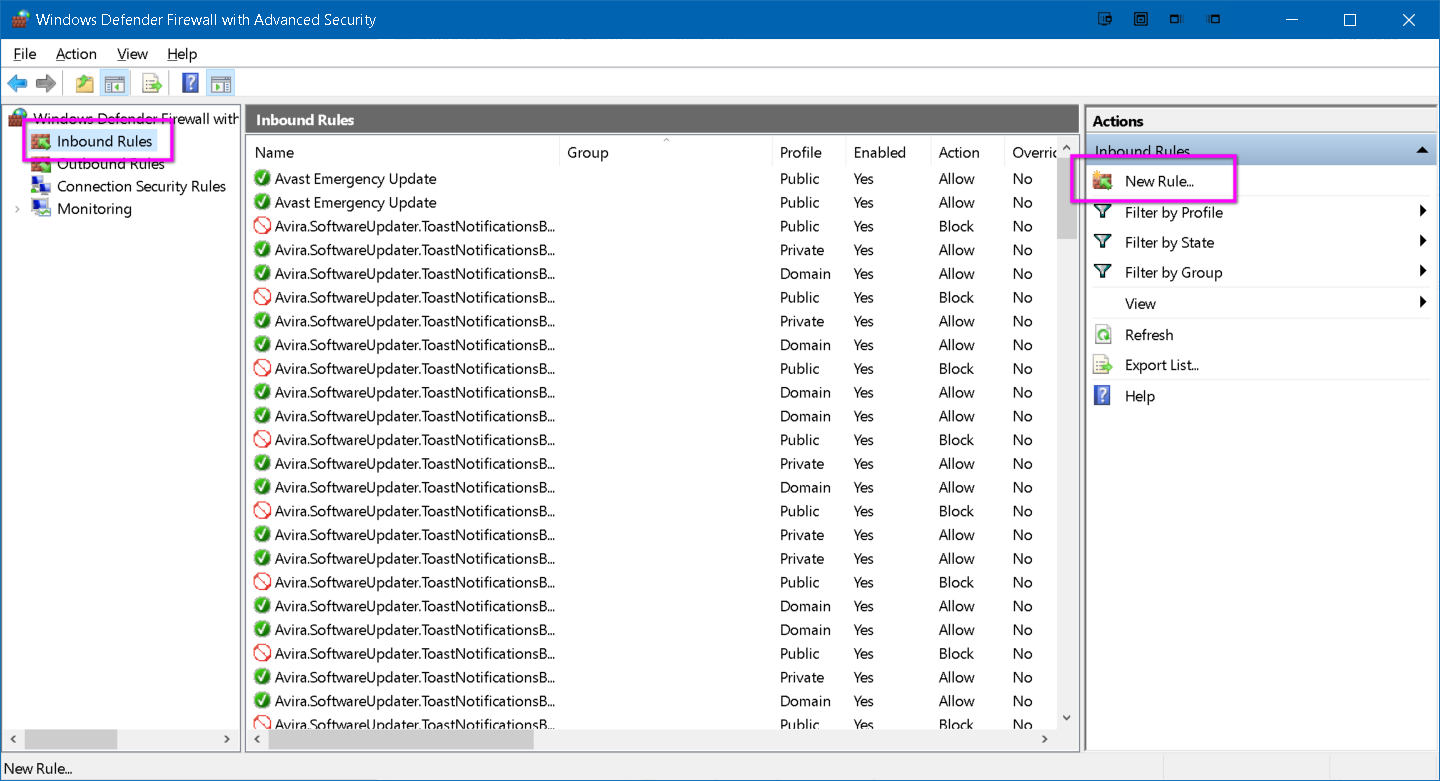 Windows Defender Firewall with Advanced Security
File Action View Help
Windows Defender Firewall with
Inbound Rules
Outbound Rules
Connection Security Rules
Monitoring
Inbound Rules
Name Group Profile Enabled Action Overric
Avast Emergency Update Public Yes Allow No
Avast Emergency Update Public Yes Allow No
Avira.SoftwareUpdater.ToastNotificationsB... Public Yes Block No
Avira.SoftwareUpdater.ToastNotificationsB... Private Yes Allow No
Avira.SoftwareUpdater.ToastNotificationsB... Domain Yes Allow No
Avira.SoftwareUpdater.ToastNotificationsB... Public Yes Block No
Avira.SoftwareUpdater.ToastNotificationsB... Private Yes Allow No
Avira.SoftwareUpdater.ToastNotificationsB... Domain Yes Allow No
Avira.SoftwareUpdater.ToastNotificationsB... Public Yes Block No
Avira.SoftwareUpdater.ToastNotificationsB... Domain Yes Allow No
Avira.SoftwareUpdater.ToastNotificationsB... Domain Yes Allow No
Avira.SoftwareUpdater.ToastNotificationsB... Public Yes Block No
Avira.SoftwareUpdater.ToastNotificationsB... Private Yes Allow No
Avira.SoftwareUpdater.ToastNotificationsB... Domain Yes Allow No
Avira.SoftwareUpdater.ToastNotificationsB... Public Yes Block No
Avira.SoftwareUpdater.ToastNotificationsB... Private Yes Allow No
Avira.SoftwareUpdater.ToastNotificationsB... Private Yes Allow No
Avira.SoftwareUpdater.ToastNotificationsB... Public Yes Block No
Avira.SoftwareUpdater.ToastNotificationsB... Domain Yes Allow No
Avira.SoftwareUpdater.ToastNotificationsB... Domain Yes Allow No
Avira.SoftwareUpdater.ToastNotificationsB... Public Yes Block No
Avira.SoftwareUpdater.ToastNotificationsB... Private Yes Allow No
Avira.SoftwareUpdater.ToastNotificationsB... Domain Yes Allow No
Avira.SoftwareUpdater.ToastNotificationsB... Public Yes Block No
Actions
Inbound Rules
New Rule...
Filter by Profile
Filter by State
Filter by Group
View
Refresh
Export List...
Help
New Rule...